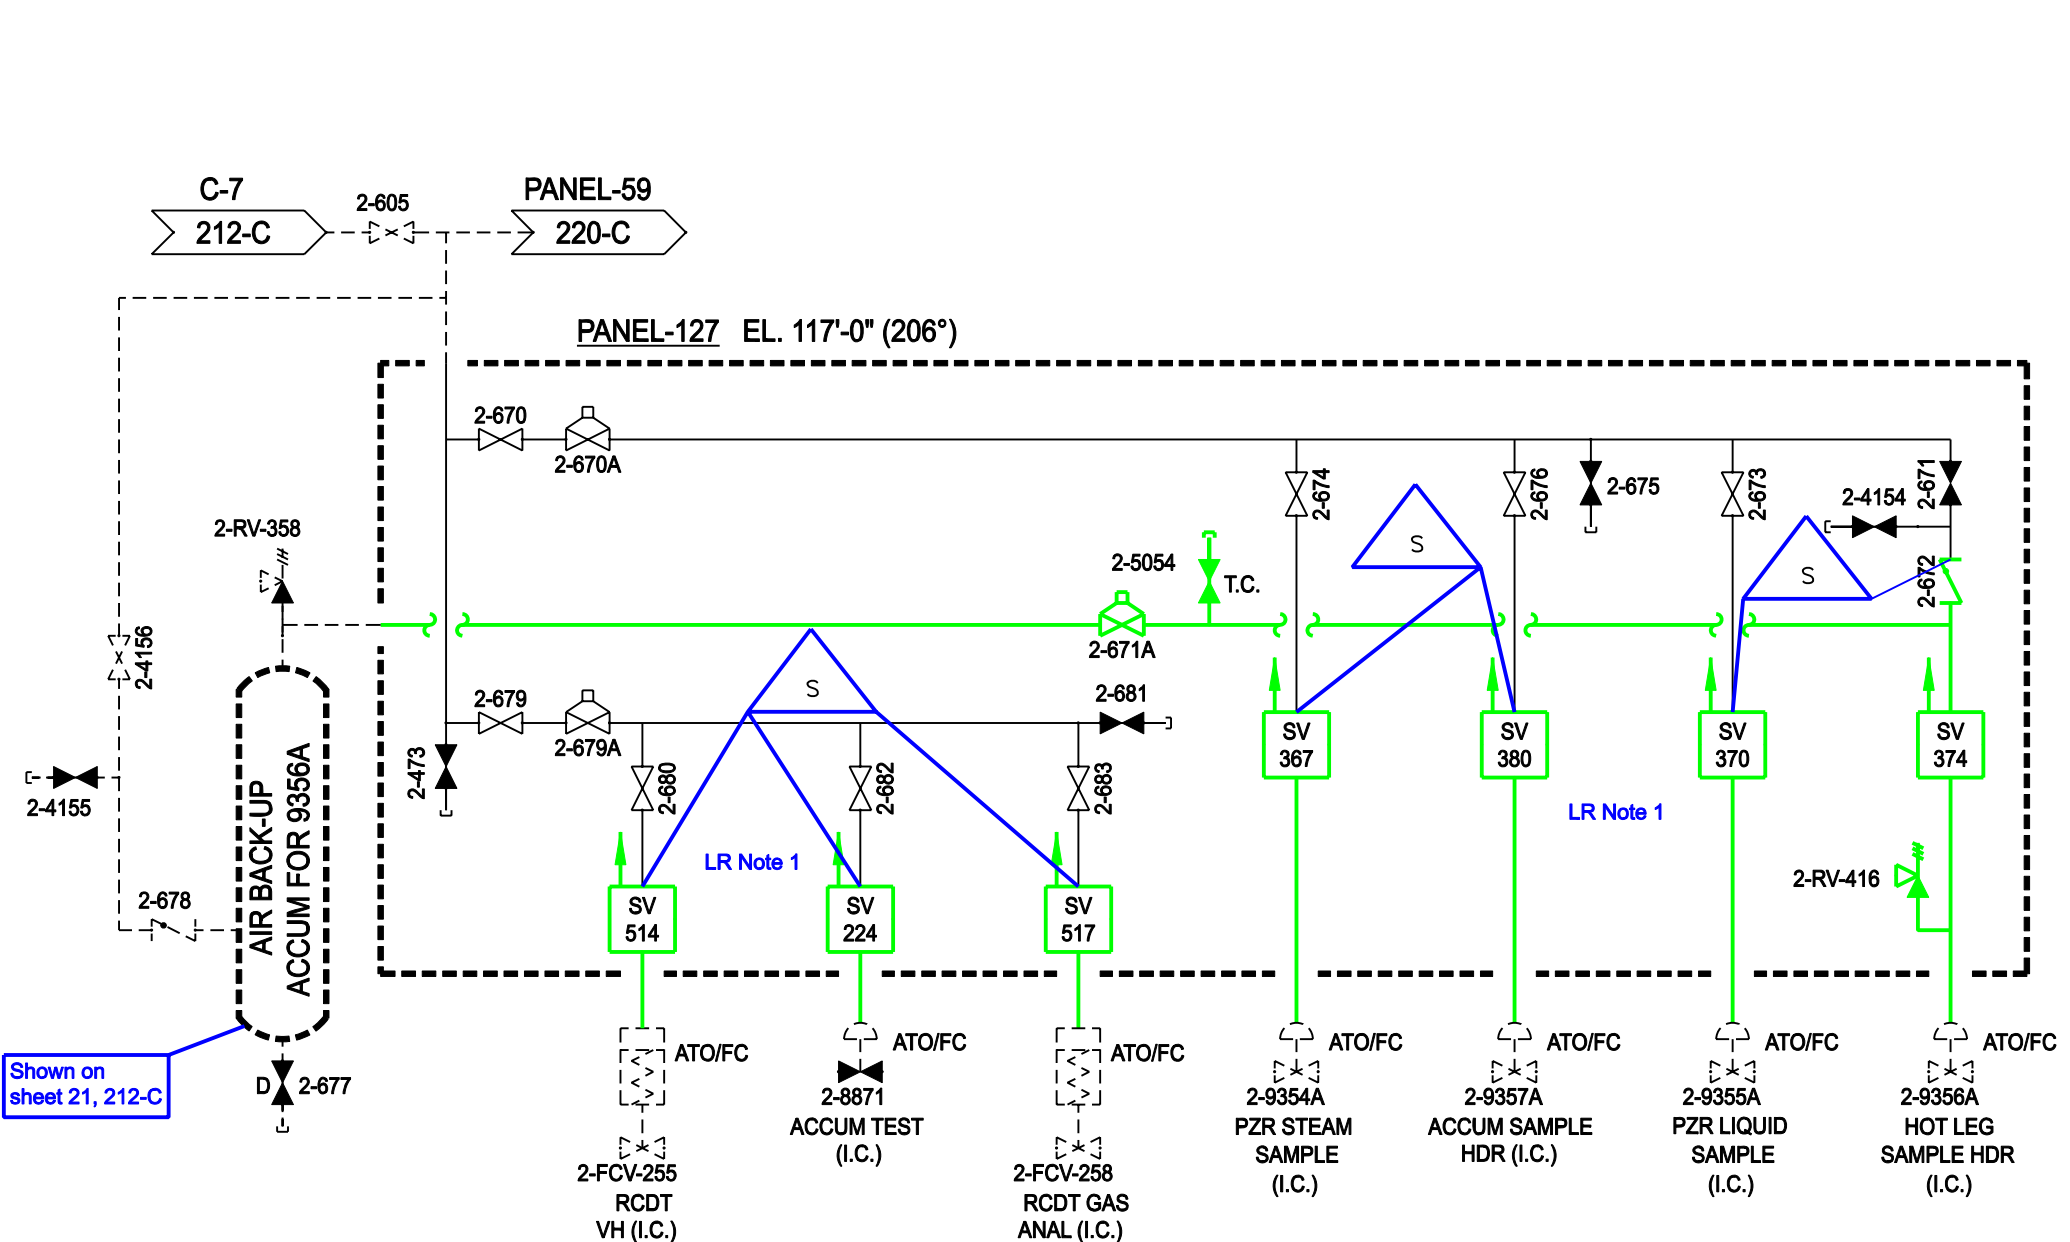 C-7
212-C
2-605
PANEL-59
220-C
PANEL-127 EL. 117'-0" (206°)
2-670
2-670A
2-674
2-676
2-675
2-673
2-4154
2-671
2-672
S
S
2-RV-358
2-5054
T.C.
2-671A
2-4156
S
2-679
2-679A
2-681
2-473
2-680
2-682
2-683
SV
367
SV
380
SV
370
SV
374
2-4155
AIR BACK-UP
ACCUM FOR 9356A
LR Note 1
LR Note 1
2-RV-416
2-678
SV
514
SV
224
SV
517
Shown on
sheet 21, 212-C
D
2-677
ATO/FC
2-FCV-255
RCDT
VH (I.C.)
ATO/FC
2-8871
ACCUM TEST
(I.C.)
ATO/FC
2-FCV-258
RCDT GAS
ANAL (I.C.)
ATO/FC
2-9354A
PZR STEAM
SAMPLE
(I.C.)
ATO/FC
2-9357A
ACCUM SAMPLE
HDR (I.C.)
ATO/FC
2-9355A
PZR LIQUID
SAMPLE
(I.C.)
ATO/FC
2-9356A
HOT LEG
SAMPLE HDR
(I.C.)